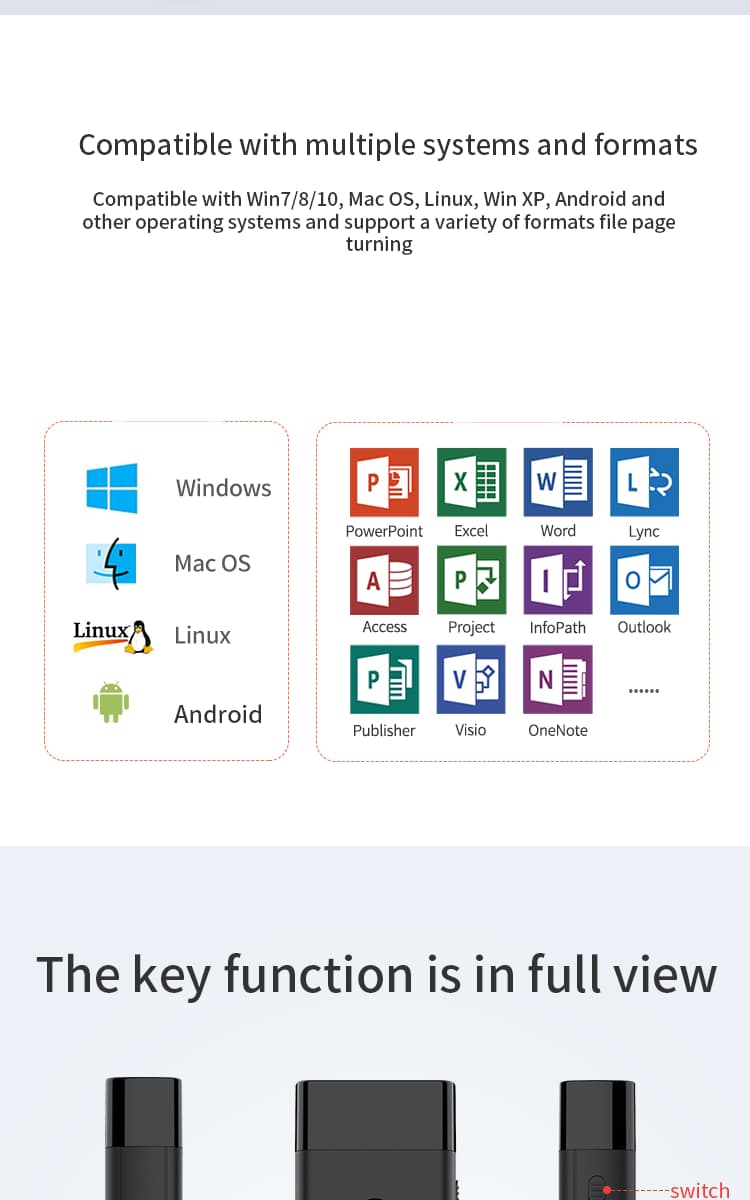 Compatible with multiple systems and formats
Compatible with Win7/8/10, Mac OS, Linux, Win XP, Android and
other operating systems and support a variety of formats file page
turning
Windows
Mac OS
Linux
Linux
Android
P
X
W
L
PowerPoint
Excel
Word
Lync
A
P
I
O
Access
Project
InfoPath
Outlook
P
V
N
......
Publisher
Visio
OneNote
The key function is in full view
switch